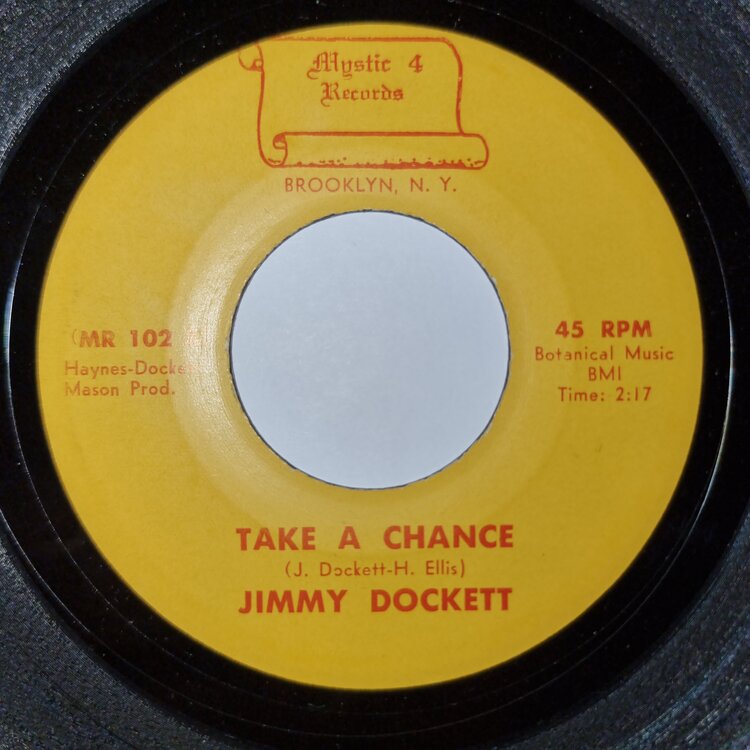 Mystic 4
Records
BROOKLYN, N. Y.
(MR 102
Haynes-Docke
Mason Prod.
45 RPM
Botanical Music
BMI
Time: 2:17
TAKE A CHANCE
(J. Dockett-H. Ellis)
JIMMY DOCKETT